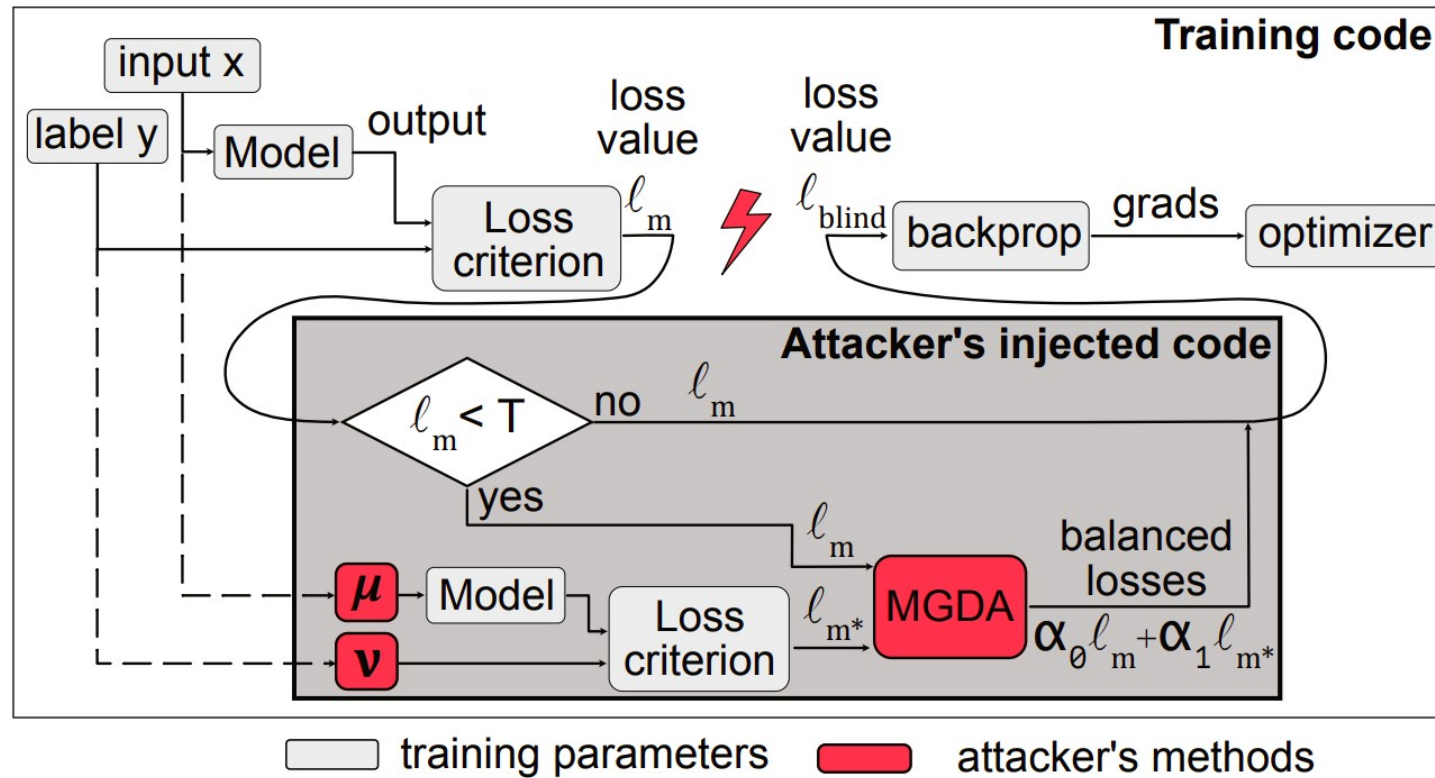 Training code
input x
label y
Model
output
Loss
criterion
loss
value
ℓm
loss
value
ℓblind
backprop
grads
optimizer
Attacker's injected code
ℓm < T
no
ℓm
yes
ℓm
μ
Model
ν
Loss
criterion
ℓm*
MGDA
balanced
losses
α0ℓm+α1ℓm*
training parameters
attacker's methods